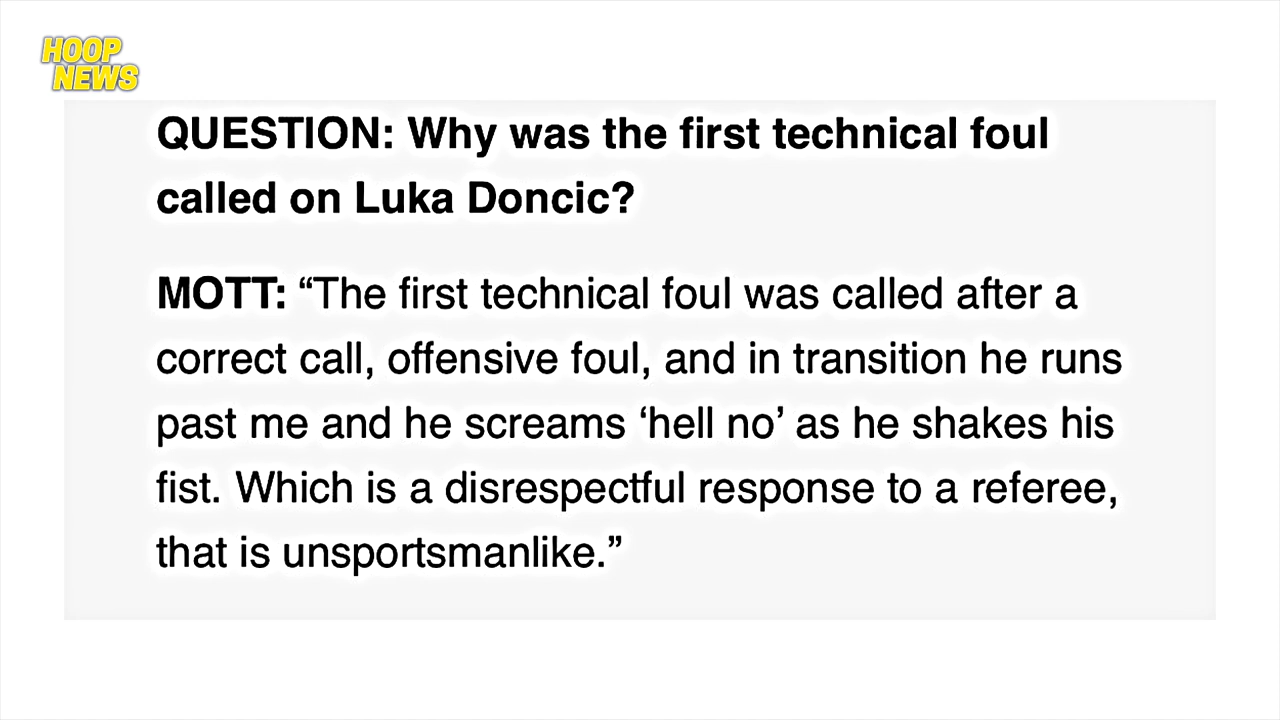 HOOP
NEWS
QUESTION: Why was the first technical foul
called on Luka Doncic?
MOTT: “The first technical foul was called after a
correct call, offensive foul, and in transition he runs
past me and he screams ‘hell no’ as he shakes his
fist. Which is a disrespectful response to a referee,
that is unsportsmanlike.”